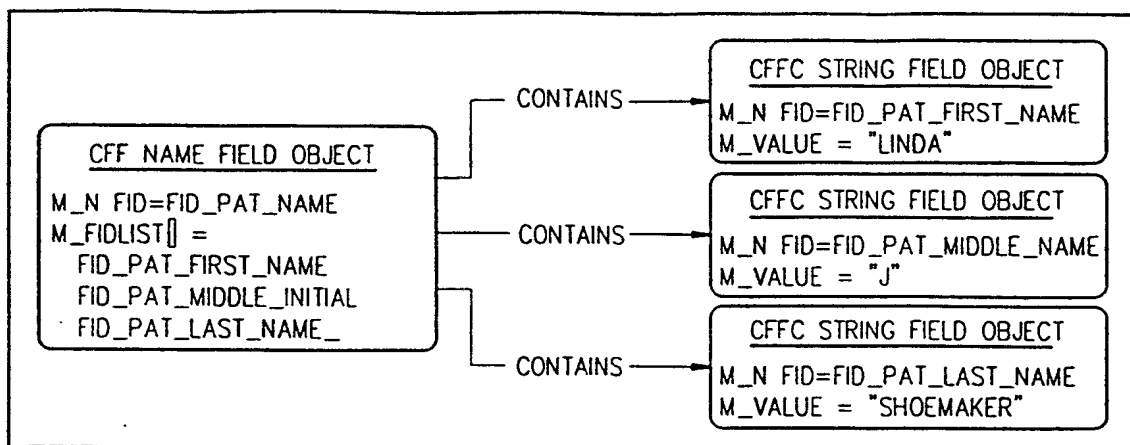 CFF NAME FIELD OBJECT
M_N FID=FID_PAT_NAME
M_FIDLIST[] =
FID_PAT_FIRST_NAME
FID_PAT_MIDDLE_INITIAL
FID_PAT_LAST_NAME_
CONTAINS
CFFC STRING FIELD OBJECT
M_N FID=FID_PAT_FIRST_NAME
M_VALUE = "LINDA"
CONTAINS
CFFC STRING FIELD OBJECT
M_N FID=FID_PAT_MIDDLE_NAME
M_VALUE = "J"
CONTAINS
CFFC STRING FIELD OBJECT
M_N FID=FID_PAT_LAST_NAME
M_VALUE = "SHOEMAKER"